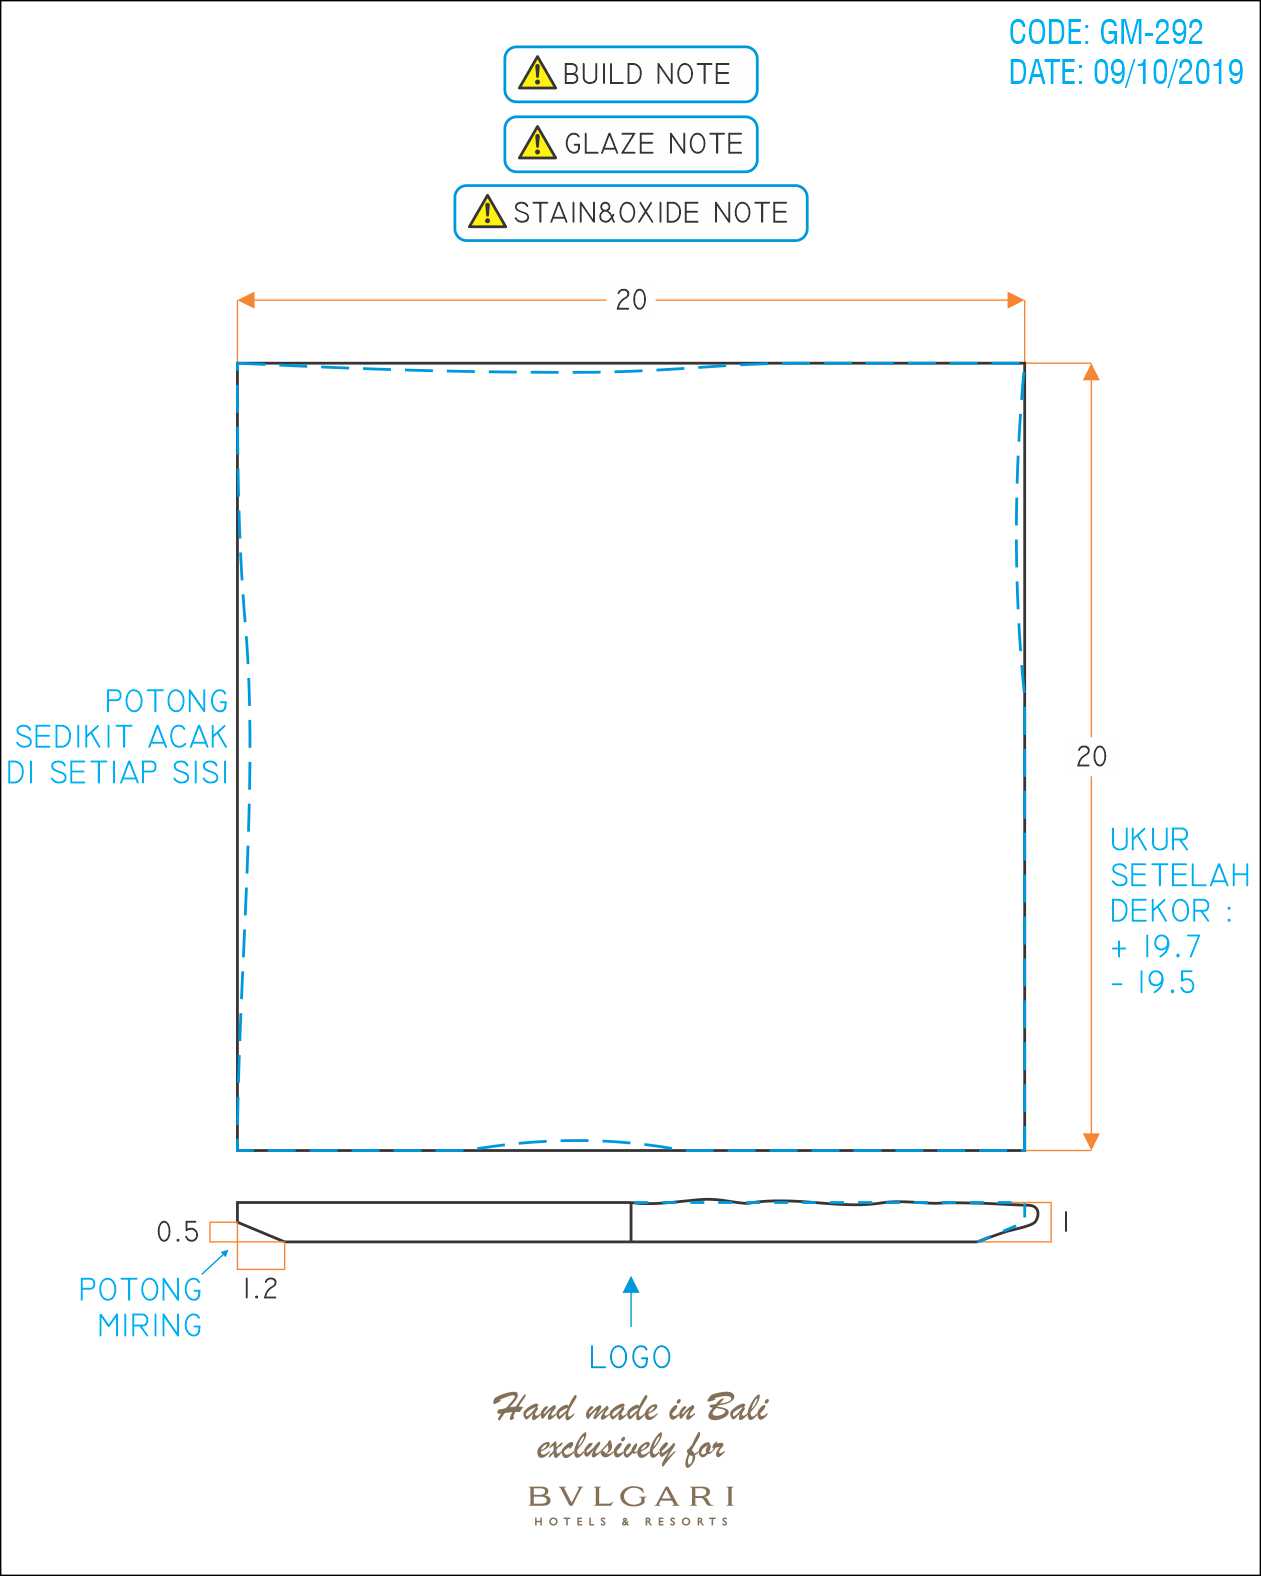 CODE: GM-292
DATE: 09/10/2019
BUILD NOTE
GLAZE NOTE
STAIN&OXIDE NOTE
20
POTONG
SEDIKIT ACAK
DI SETIAP SISI
20
UKUR
SETELAH
DEKOR :
+ 19.7
- 19.5
0.5
1
1.2
POTONG
MIRING
LOGO
Hand made in Bali
exclusively for
BVLGARI
HOTELS & RESORTS